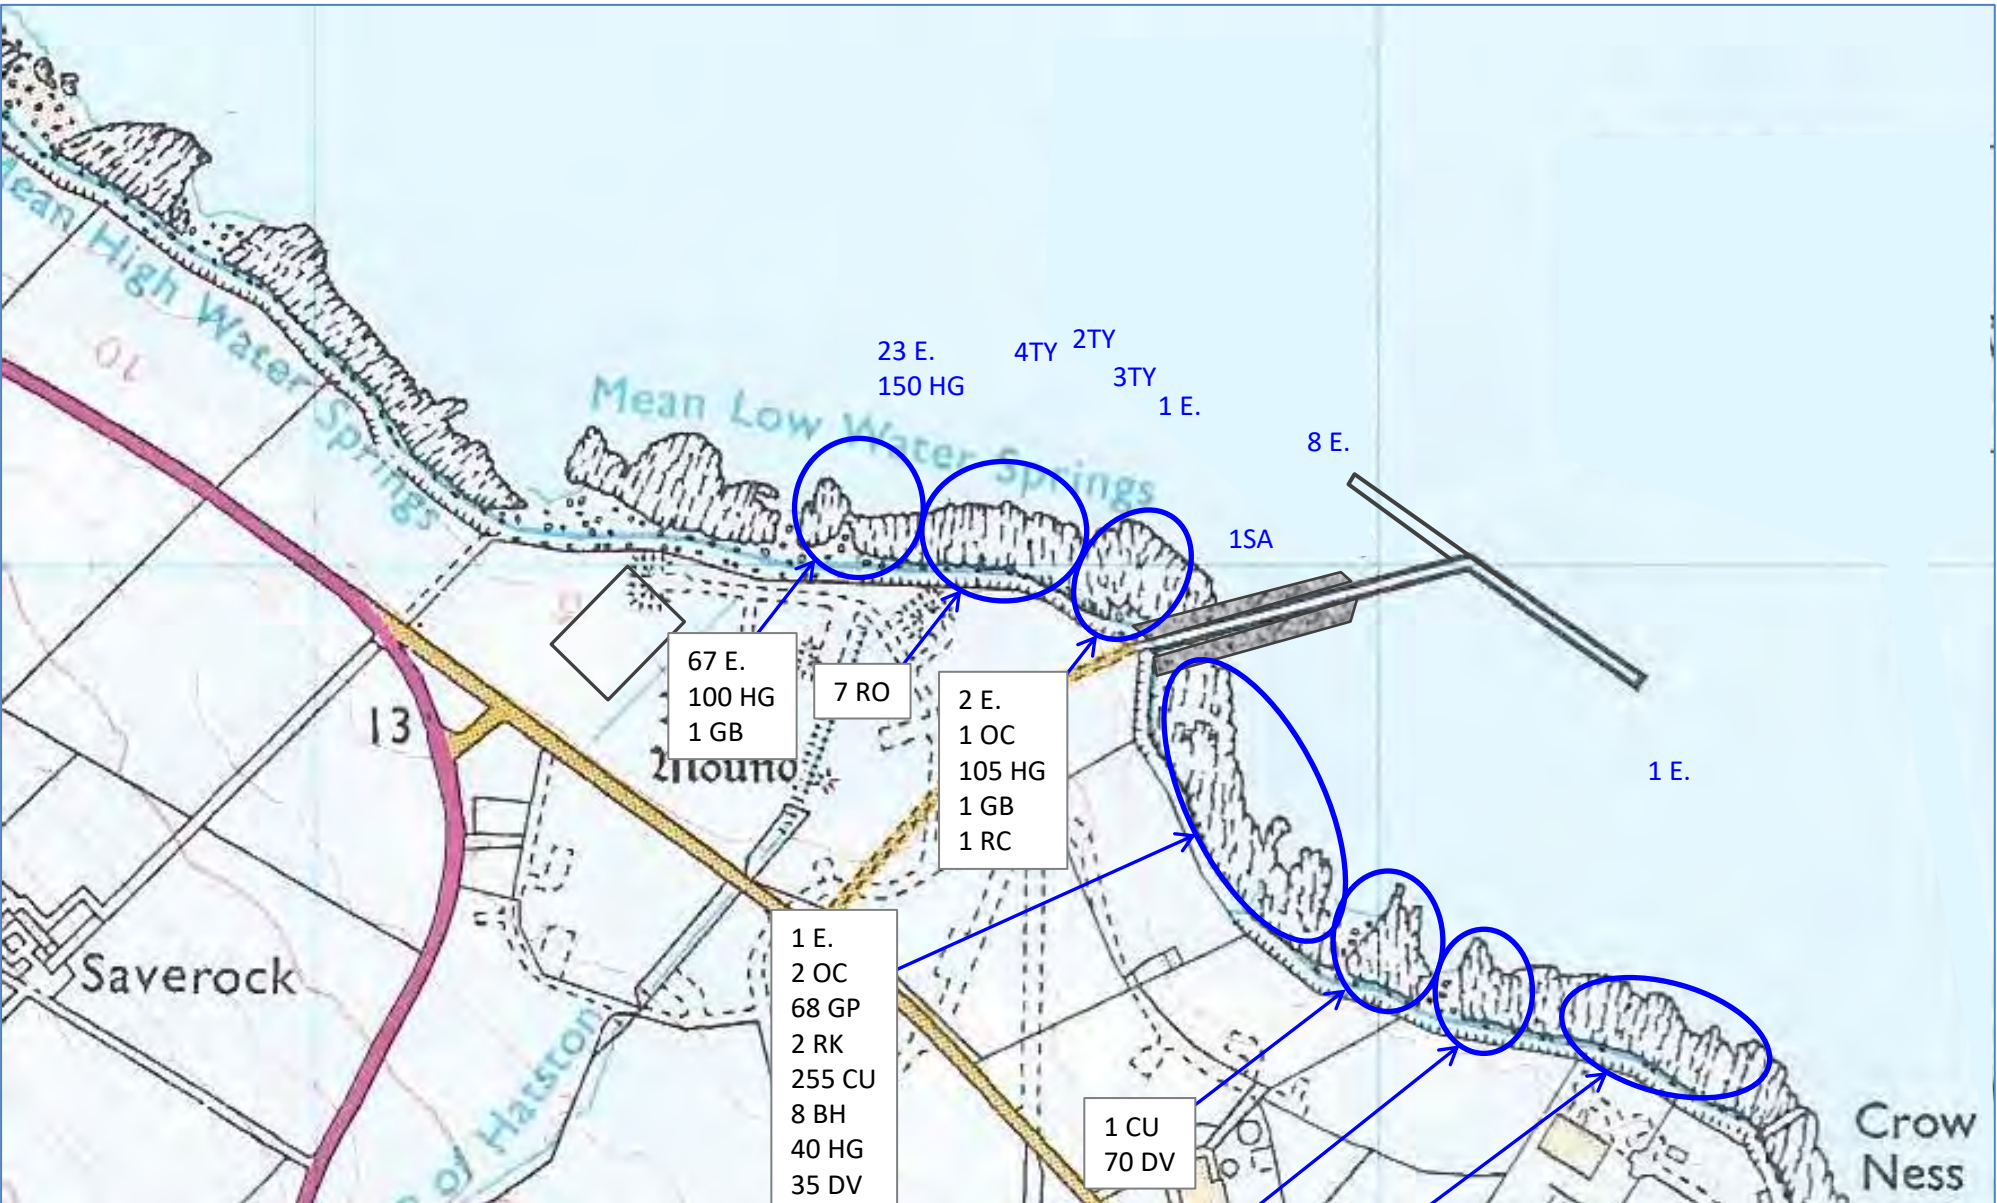 Mean High Water Springs
10
23 E.
150 HG
4TY
2TY
3TY
1 E.
8 E.
Mean Low Water Springs
1SA
67 E.
100 HG
1 GB
7 RO
2 E.
1 OC
105 HG
1 GB
1 RC
13
Mound
1 E.
1 E.
2 OC
68 GP
2 RK
255 CU
8 BH
40 HG
35 DV
Saverock
of Hatston
1 CU
70 DV
Crow
Ness